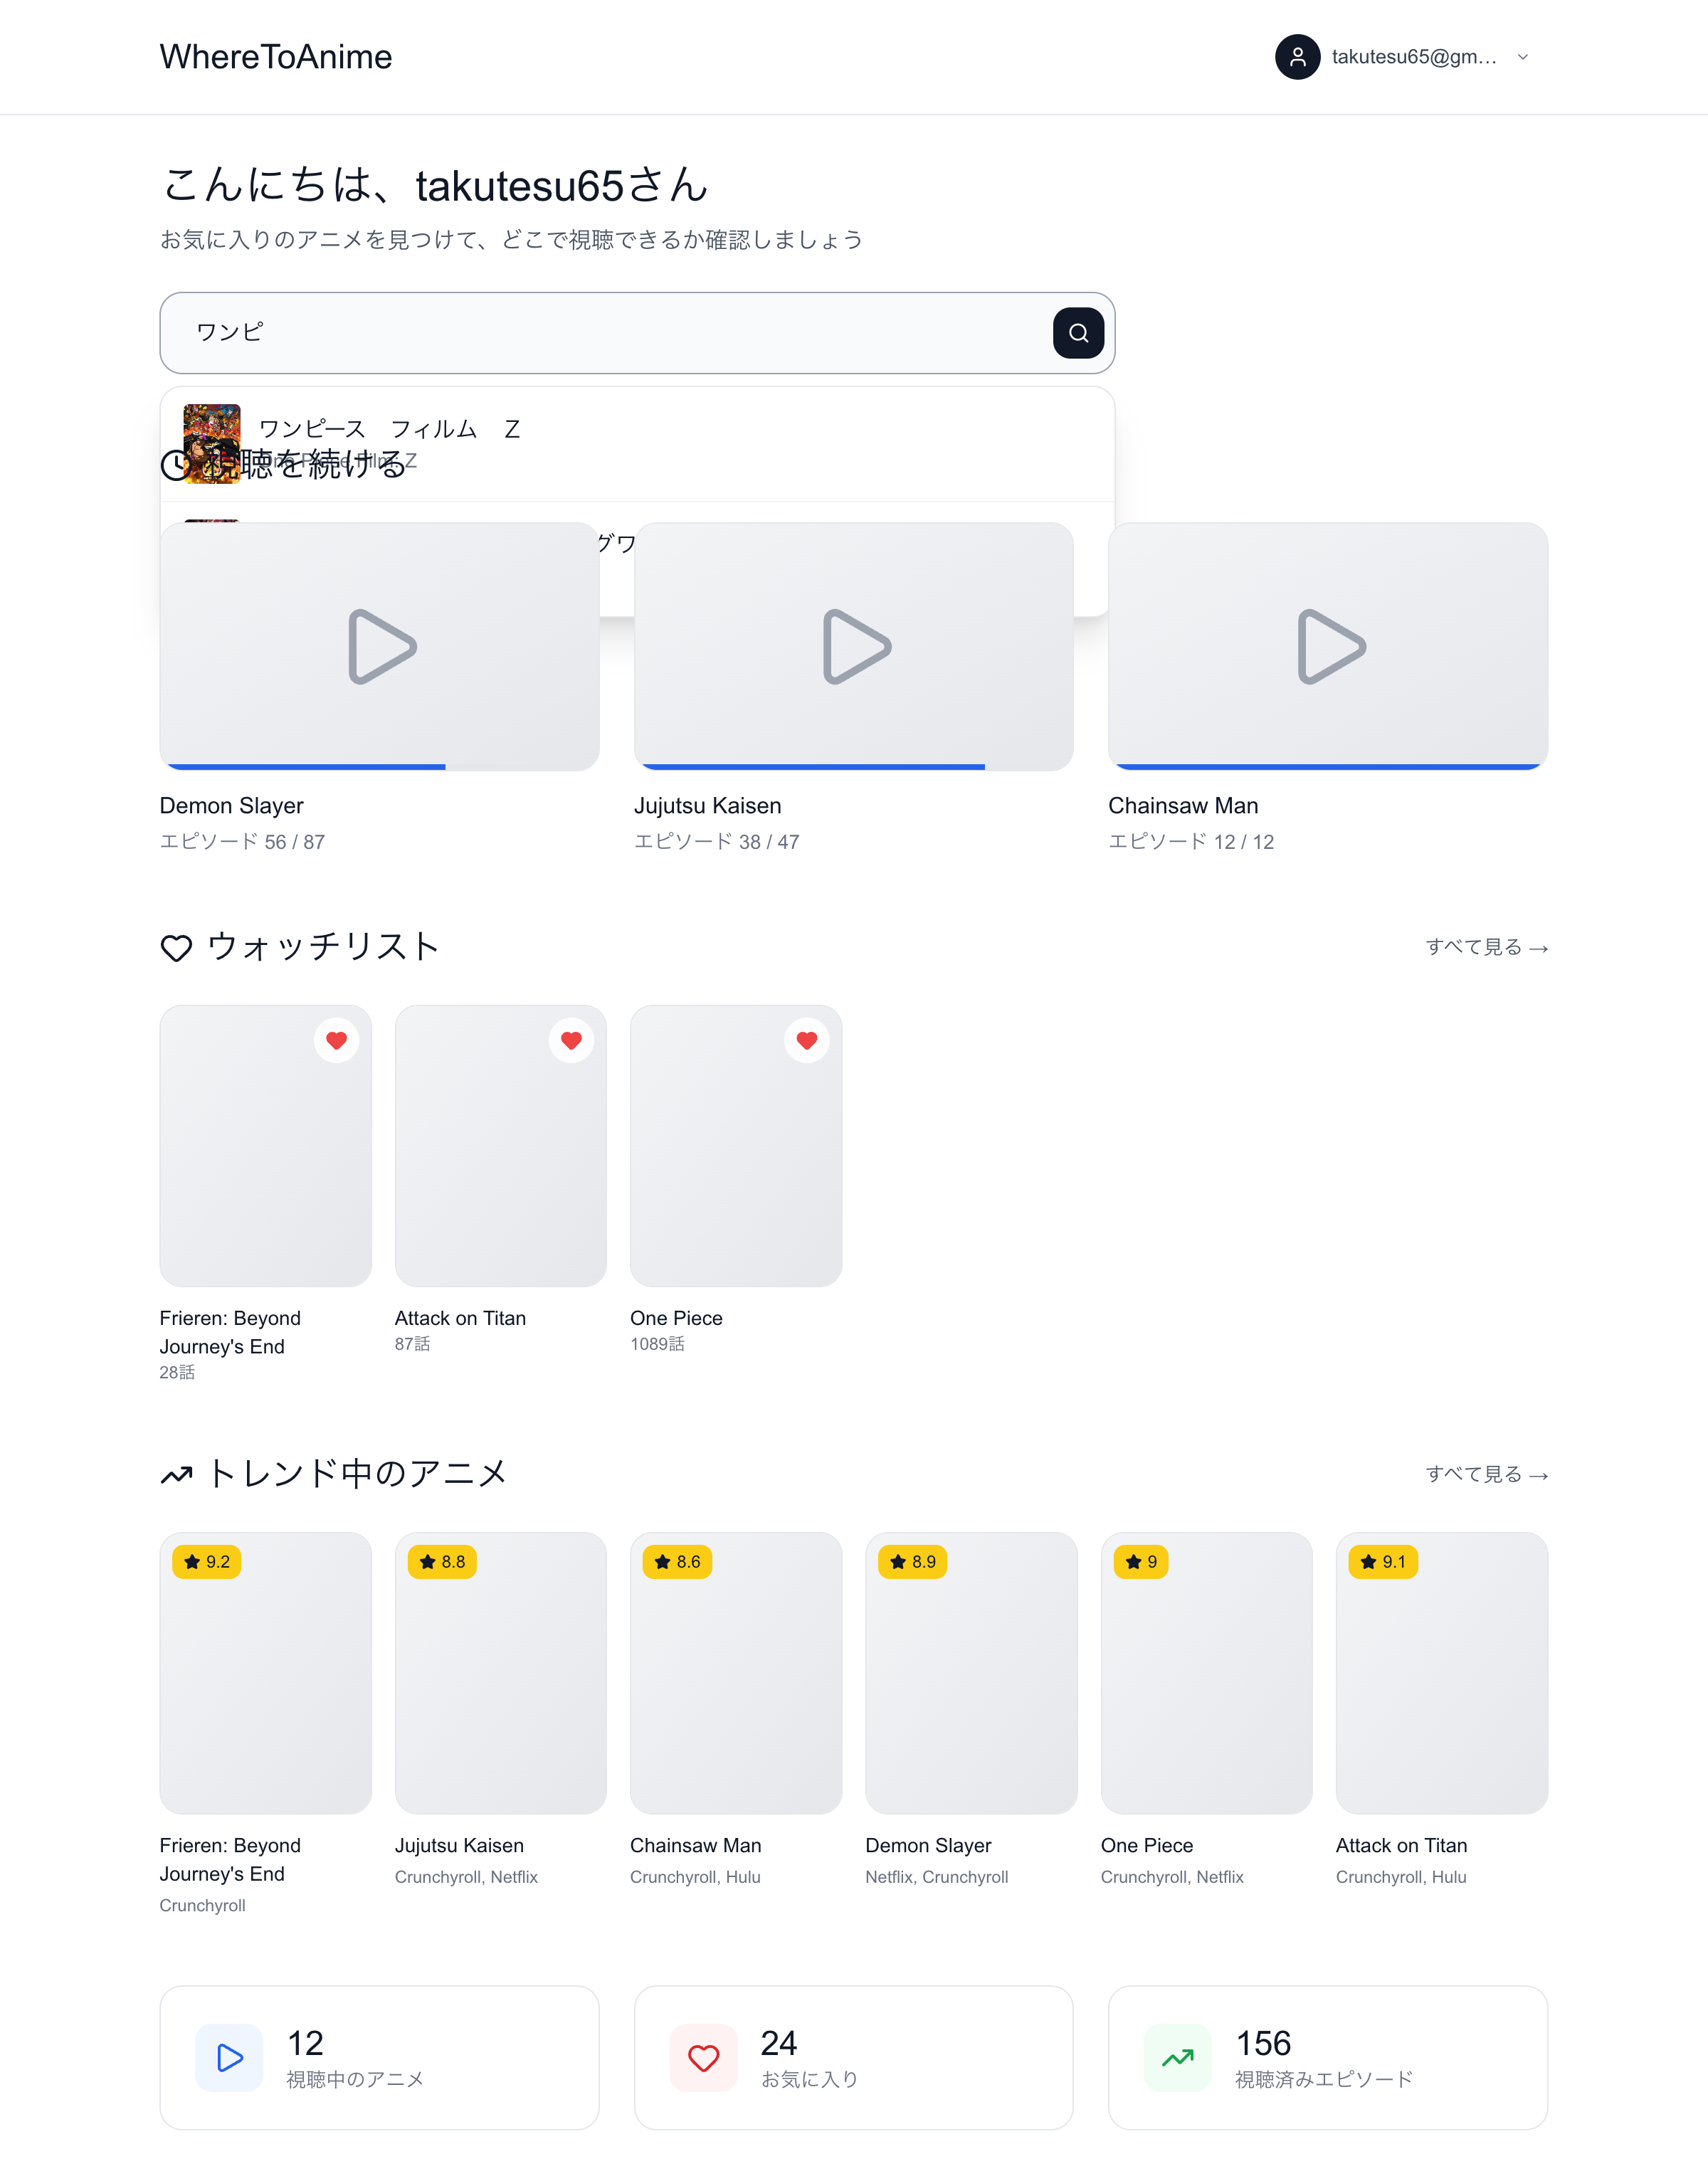 WhereToAnime
takutesu65@gm...
こんにちは、takutesu65さん
お気に入りのアニメを見つけて、どこで視聴できるか確認しましょう
ワンピ
ワンピース　フィルム　Z
One Piece Film: Z
視聴を続ける
グワ
Demon Slayer
エピソード 56 / 87
Jujutsu Kaisen
エピソード 38 / 47
Chainsaw Man
エピソード 12 / 12
ウォッチリスト
すべて見る →
Frieren: Beyond
Journey's End
28話
Attack on Titan
87話
One Piece
1089話
トレンド中のアニメ
すべて見る →
9.2
8.8
8.6
8.9
9
9.1
Frieren: Beyond
Journey's End
Crunchyroll
Jujutsu Kaisen
Crunchyroll, Netflix
Chainsaw Man
Crunchyroll, Hulu
Demon Slayer
Netflix, Crunchyroll
One Piece
Crunchyroll, Netflix
Attack on Titan
Crunchyroll, Hulu
12
視聴中のアニメ
24
お気に入り
156
視聴済みエピソード